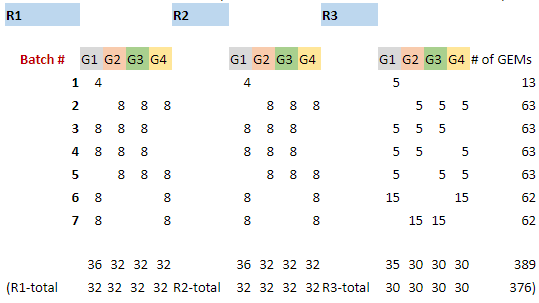 R1 R2 R3
Batch # G1 G2 G3 G4 G1 G2 G3 G4 G1 G2 G3 G4 # of GEMs
1 4 4 5 13
2 8 8 8 8 8 8 5 5 5 63
3 8 8 8 8 8 8 5 5 5 63
4 8 8 8 8 8 8 5 5 5 63
5 8 8 8 8 8 8 5 5 5 63
6 8 8 8 8 15 15 62
7 8 8 8 8 15 15 62
36 32 32 32 36 32 32 32 35 30 30 30 389
(R1-total 32 32 32 32 R2-total 32 32 32 32 R3-total 30 30 30 30 376)